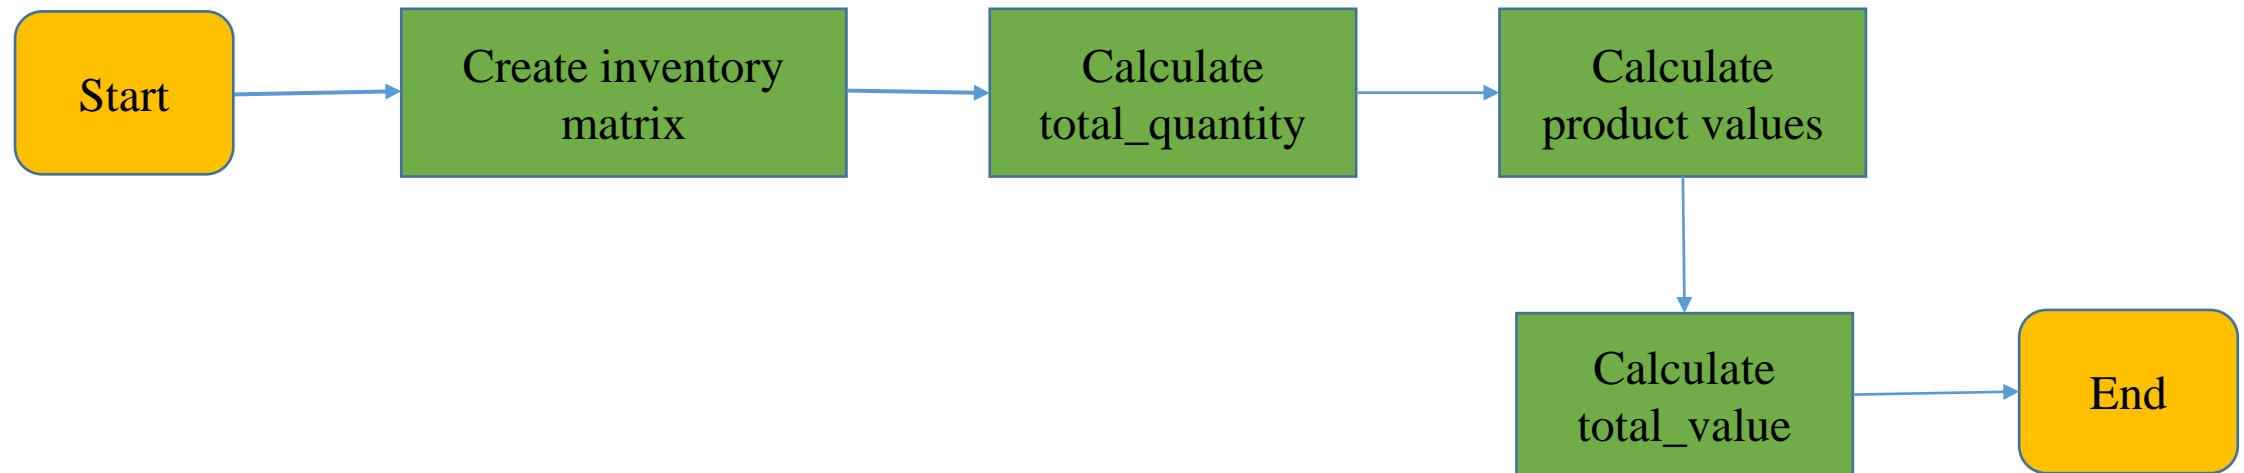 Start
Create inventory
matrix
Calculate
total_quantity
Calculate
product values
Calculate
total_value
End